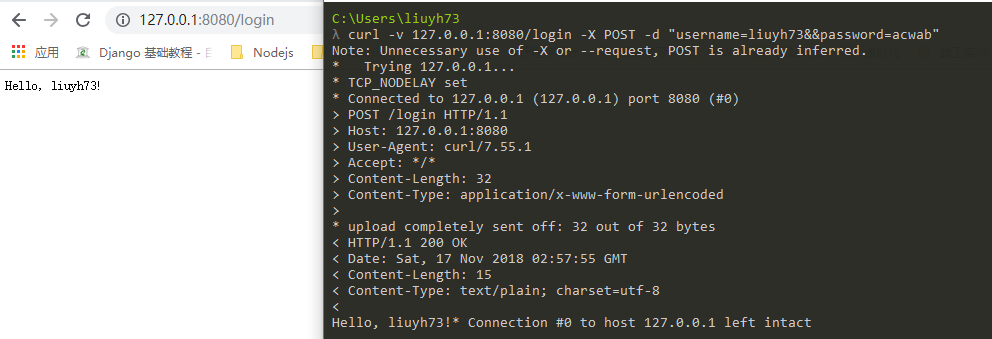 127.0.0.1:8080/login
应用
Django 基础教程 -
Nodejs
Hello, liuyh73!
C:\Users\liuyh73
λ curl -v 127.0.0.1:8080/login -X POST -d "username=liuyh73&&password=acwab"
Note: Unnecessary use of -X or --request, POST is already inferred.
*   Trying 127.0.0.1...
* TCP_NODELAY set
* Connected to 127.0.0.1 (127.0.0.1) port 8080 (#0)
> POST /login HTTP/1.1
> Host: 127.0.0.1:8080
> User-Agent: curl/7.55.1
> Accept: */*
> Content-Length: 32
> Content-Type: application/x-www-form-urlencoded
>
* upload completely sent off: 32 out of 32 bytes
< HTTP/1.1 200 OK
< Date: Sat, 17 Nov 2018 02:57:55 GMT
< Content-Length: 15
< Content-Type: text/plain; charset=utf-8
<
Hello, liuyh73!* Connection #0 to host 127.0.0.1 left intact